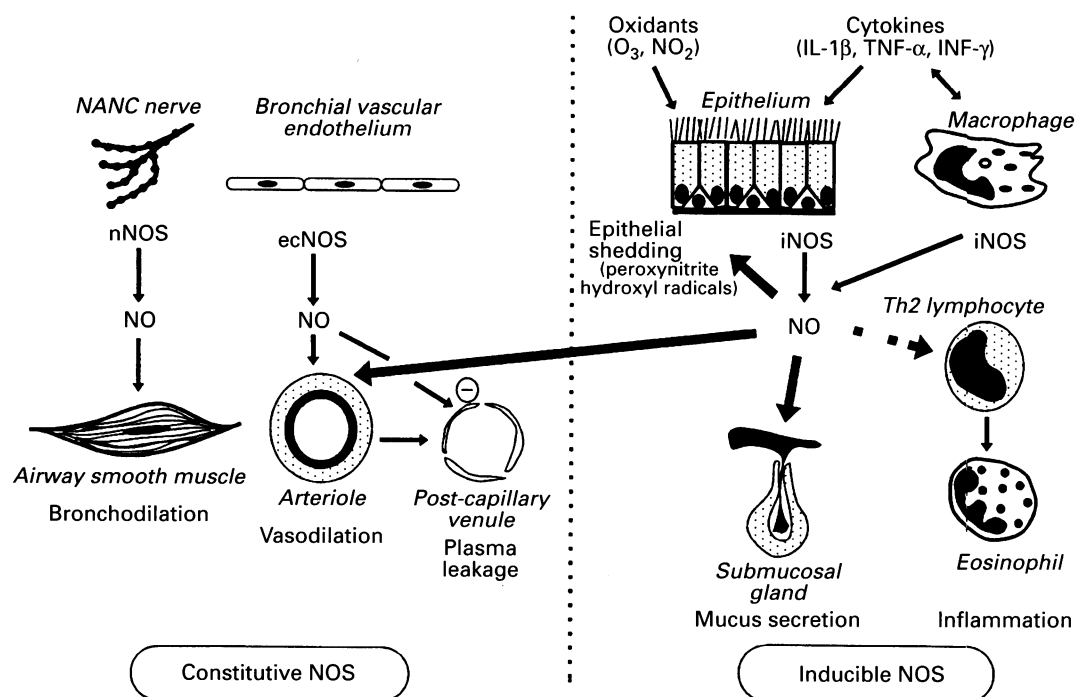 NANC nerve
Bronchial vascular
endothelium
nNOS
ecNOS
NO
NO
−
Airway smooth muscle
Bronchodilation
Arteriole
Vasodilation
Post-capillary
venule
Plasma
leakage
Constitutive NOS
Oxidants
(O₃, NO₂)
Cytokines
(IL-1β, TNF-α, INF-γ)
Epithelium
Macrophage
Epithelial
shedding
(peroxynitrite
hydroxyl radicals)
iNOS
iNOS
NO
Th2 lymphocyte
Submucosal
gland
Mucus secretion
Eosinophil
Inflammation
Inducible NOS